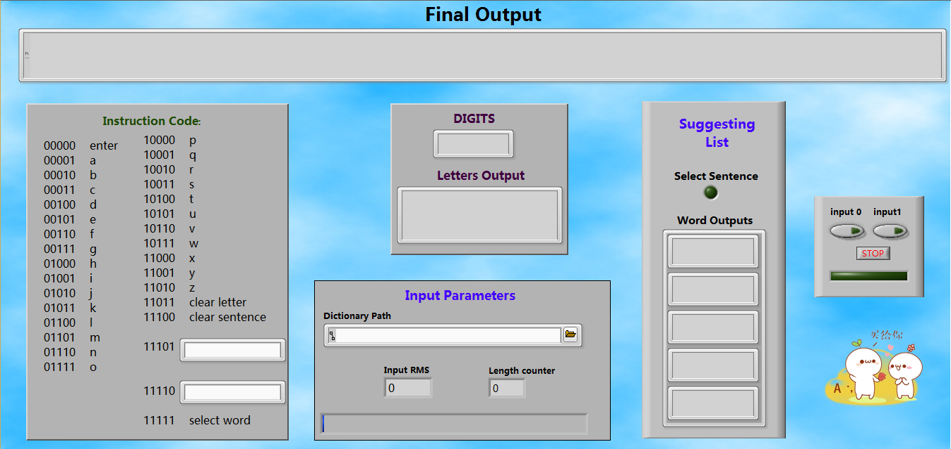 Final Output
Instruction Code:
00000 enter
00001 a
00010 b
00011 c
00100 d
00101 e
00110 f
00111 g
01000 h
01001 i
01010 j
01011 k
01100 l
01101 m
01110 n
01111 o
10000 p
10001 q
10010 r
10011 s
10100 t
10101 u
10110 v
10111 w
11000 x
11001 y
11010 z
11011 clear letter
11100 clear sentence
11101
11110
11111 select word
DIGITS
Letters Output
Input Parameters
Dictionary Path
Input RMS
0
Length counter
0
Suggesting
List
Select Sentence
Word Outputs
input 0
input1
STOP
A